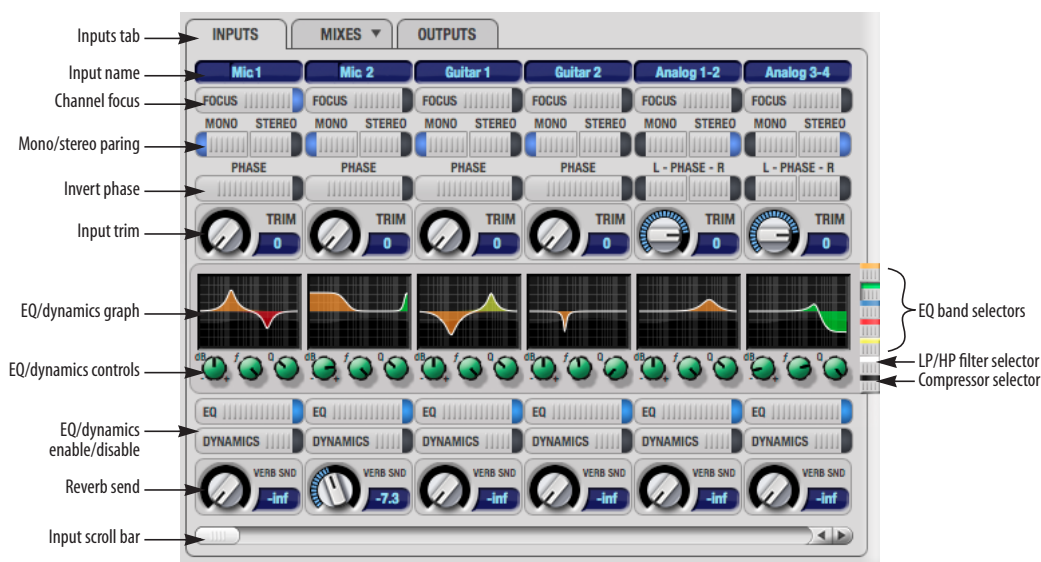 INPUTS MIXES OUTPUTS
Inputs tab
Input name
Mic 1 Mic 2 Guitar 1 Guitar 2 Analog 1-2 Analog 3-4
Channel focus
FOCUS FOCUS FOCUS FOCUS FOCUS FOCUS
MONO STEREO MONO STEREO MONO STEREO MONO STEREO MONO STEREO MONO STEREO
Mono/stereo paring
PHASE PHASE PHASE PHASE L - PHASE - R L - PHASE - R
Invert phase
TRIM TRIM TRIM TRIM TRIM TRIM
Input trim
0 0 0 0 0 0
EQ/dynamics graph
EQ band selectors
dB f Q dB f Q dB f Q dB f Q dB f Q dB f Q
- + - + - + - + - + - +
EQ/dynamics controls
LP/HP filter selector
Compressor selector
EQ EQ EQ EQ EQ EQ
EQ/dynamics
enable/disable
DYNAMICS DYNAMICS DYNAMICS DYNAMICS DYNAMICS DYNAMICS
VERB SND VERB SND VERB SND VERB SND VERB SND VERB SND
Reverb send
-inf -7.3 -inf -inf -inf -inf
Input scroll bar